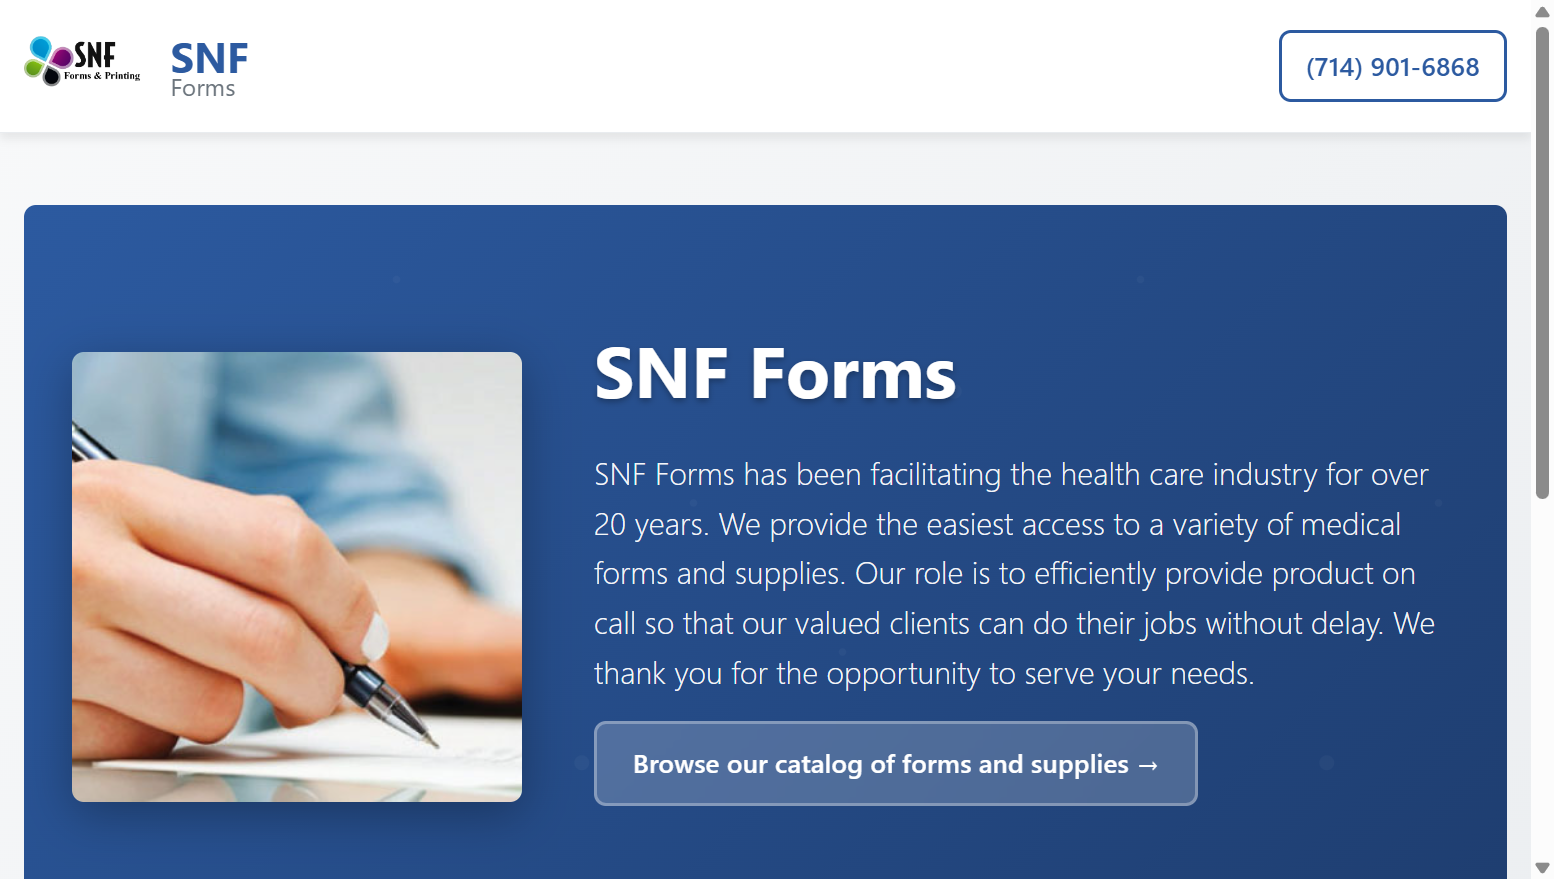 SNF
Forms & Printing
SNF
Forms
(714) 901-6868
SNF Forms
SNF Forms has been facilitating the health care industry for over
20 years. We provide the easiest access to a variety of medical
forms and supplies. Our role is to efficiently provide product on
call so that our valued clients can do their jobs without delay. We
thank you for the opportunity to serve your needs.
Browse our catalog of forms and supplies →